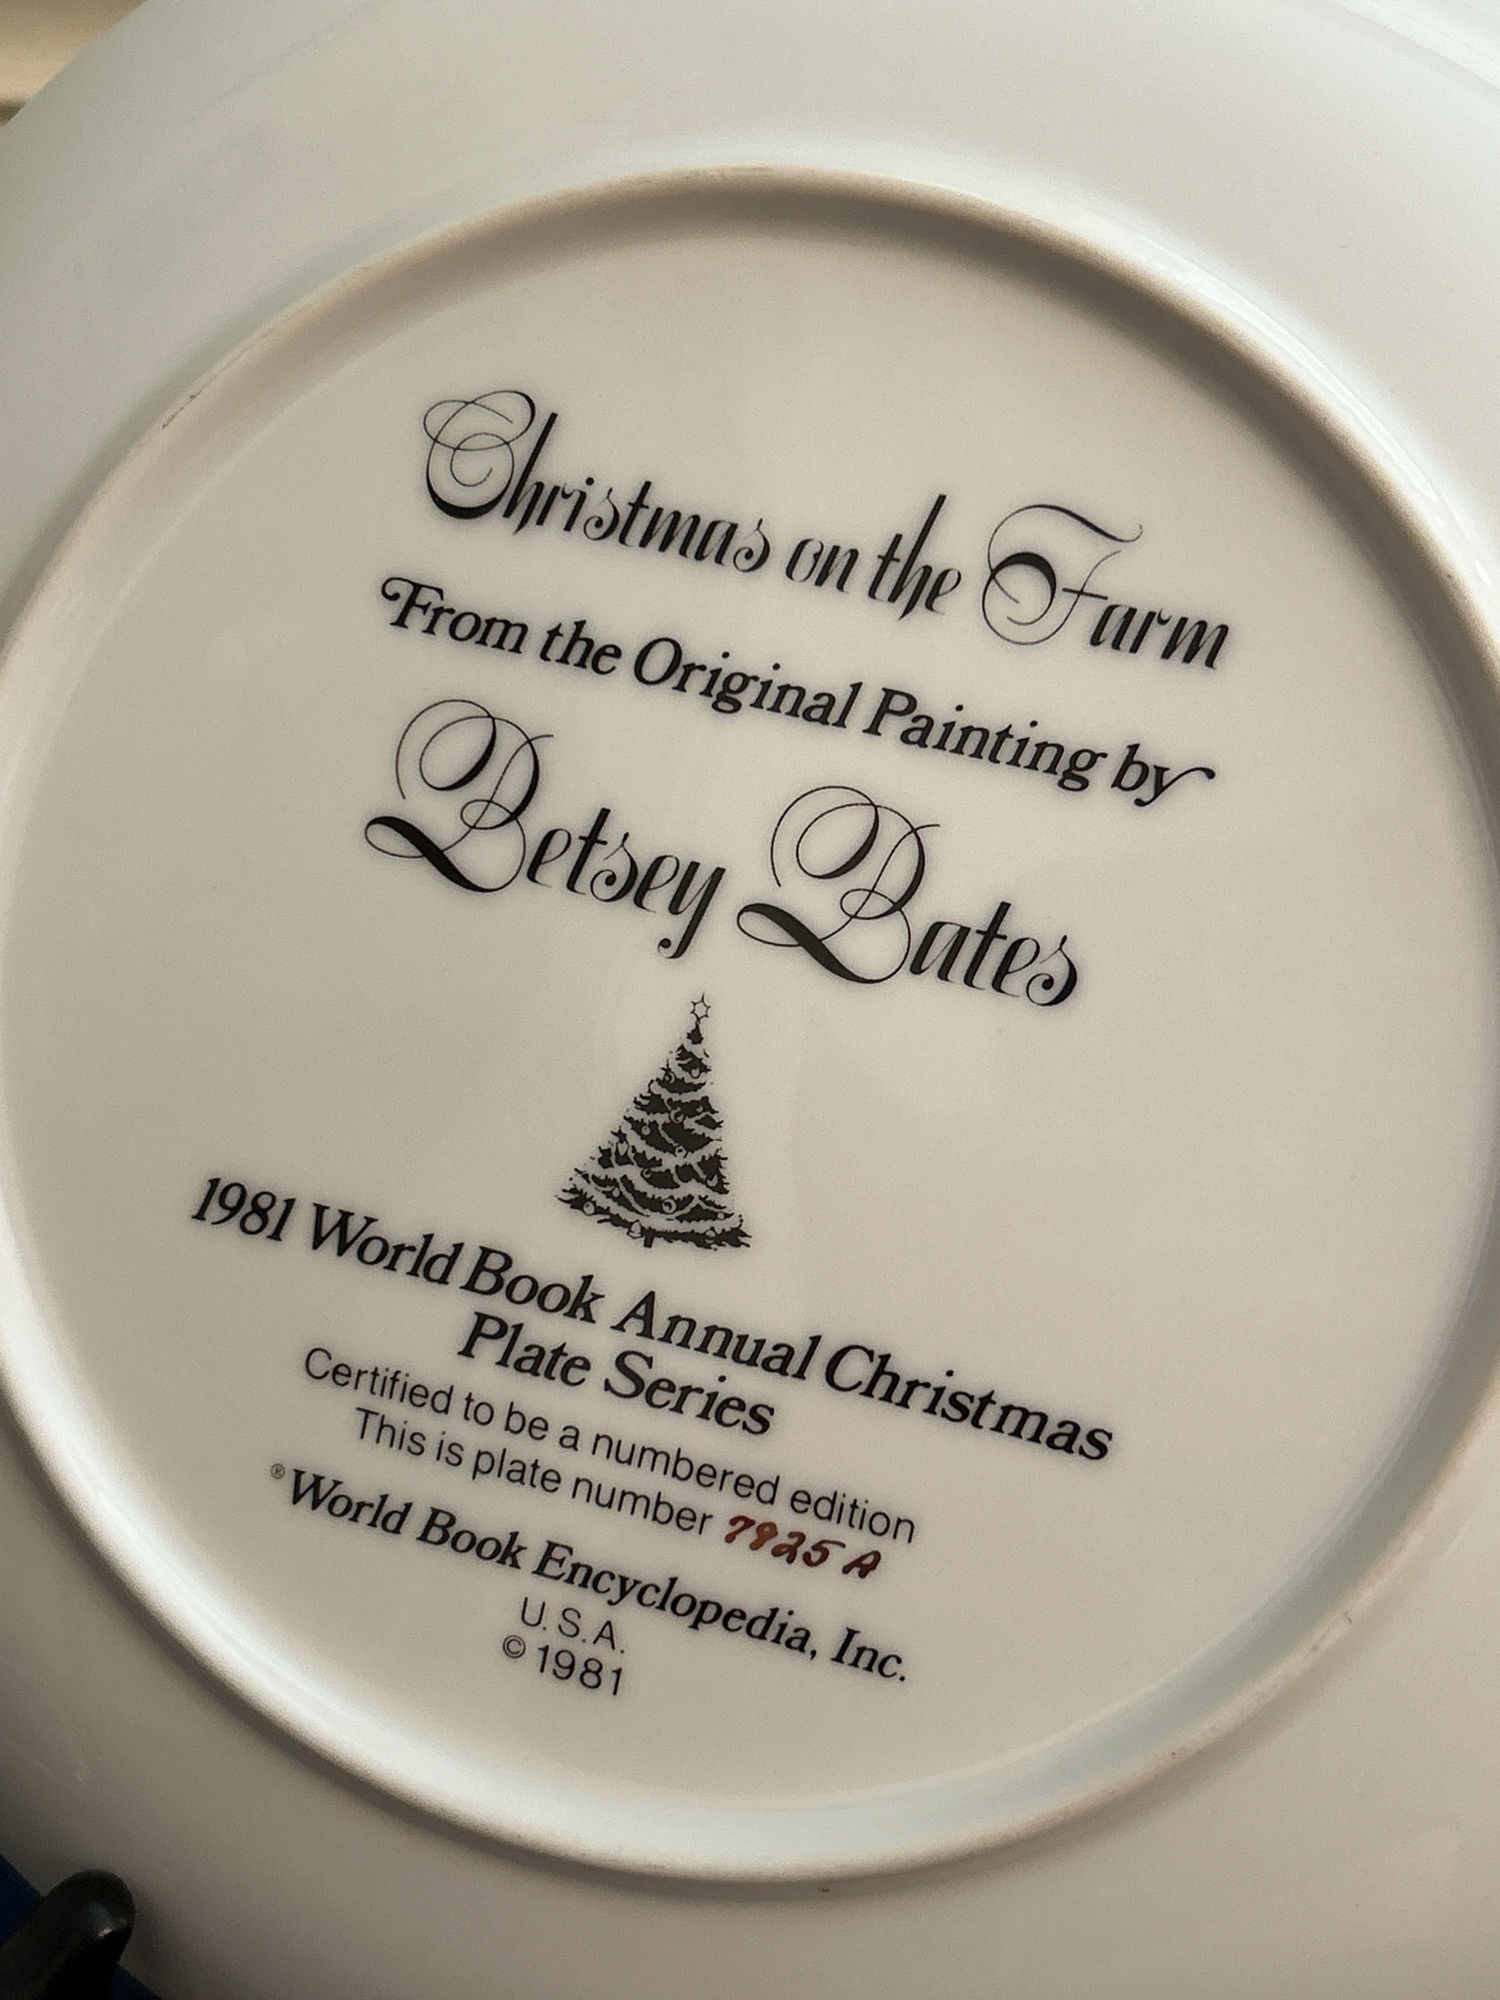 Christmas on the Farm
From the Original Painting by
Betsey Bates
1981 World Book Annual Christmas
Plate Series
Certified to be a numbered edition
This is plate number 7925 A
®World Book Encyclopedia, Inc.
U.S.A.
© 1981